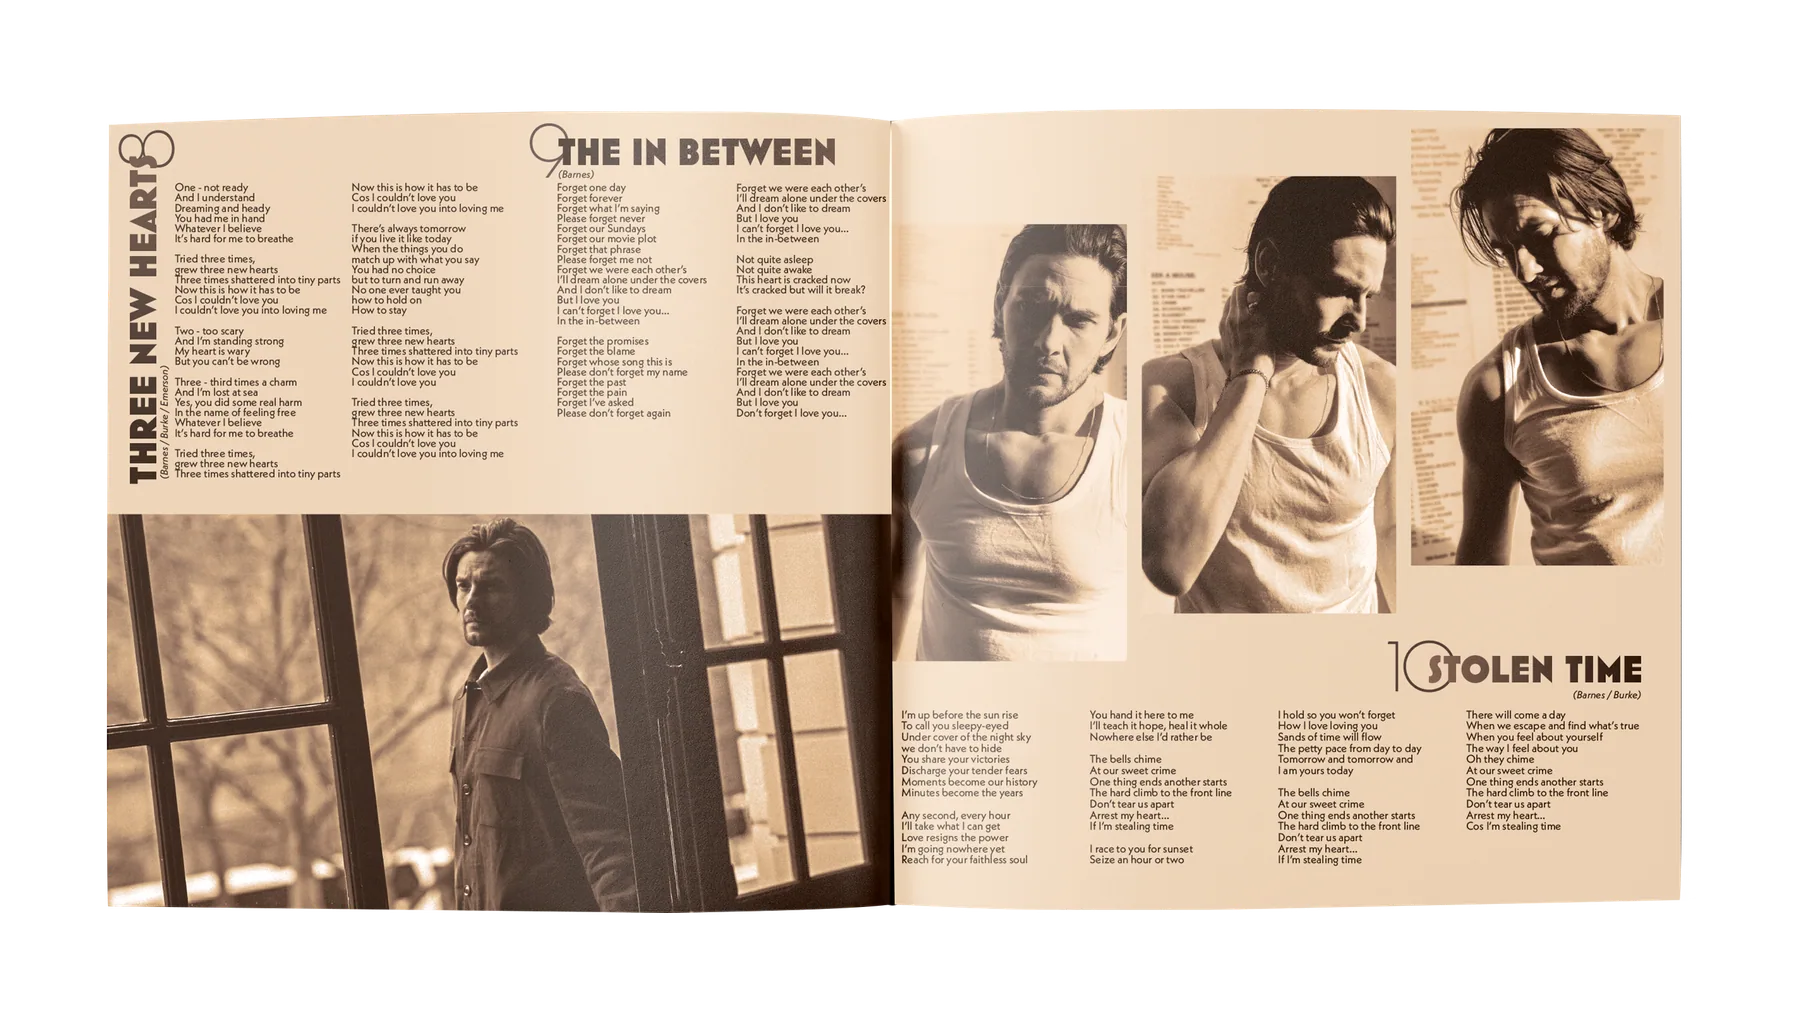 8
THREE NEW HEARTS
(Barnes / Burke / Emerson)
One - not ready
And I understand
Dreaming and heady
You had me in hand
Whatever I believe
It's hard for me to breathe
Tried three times,
grew three new hearts
Three times shattered into tiny parts
Now this is how it has to be
Cos I couldn't love you
I couldn't love you into loving me
Two - too scary
And I'm standing strong
My heart is wary
But you can't be wrong
Three - third times a charm
And I'm lost at sea
Yes, you did some real harm
In the name of feeling free
Whatever I believe
It's hard for me to breathe
Tried three times,
grew three new hearts
Three times shattered into tiny parts
Now this is how it has to be
Cos I couldn't love you
I couldn't love you into loving me
There's always tomorrow
if you live it like today
When the things you do
match up with what you say
You had no choice
but to turn and run away
No one ever taught you
how to hold on
How to stay
Tried three times,
grew three new hearts
Three times shattered into tiny parts
Now this is how it has to be
Cos I couldn't love you
I couldn't love you
Tried three times,
grew three new hearts
Three times shattered into tiny parts
Now this is how it has to be
Cos I couldn't love you
I couldn't love you into loving me
9 THE IN BETWEEN
(Barnes)
Forget one day
Forget forever
Forget what I'm saying
Please forget never
Forget our Sundays
Forget our movie plot
Forget that phrase
Please forget me not
Forget we were each other's
I'll dream alone under the covers
And I don't like to dream
But I love you
I can't forget I love you...
In the in-between
Forget the promises
Forget the blame
Forget whose song this is
Please don't forget my name
Forget the past
Forget the pain
Forget I've asked
Please don't forget again
Forget we were each other's
I'll dream alone under the covers
And I don't like to dream
But I love you
I can't forget I love you...
In the in-between
Not quite asleep
Not quite awake
This heart is cracked now
It's cracked but will it break?
Forget we were each other's
I'll dream alone under the covers
And I don't like to dream
But I love you
I can't forget I love you...
In the in-between
Forget we were each other's
I'll dream alone under the covers
And I don't like to dream
But I love you
Don't forget I love you...
10 STOLEN TIME
(Barnes / Burke)
I'm up before the sun rise
To call you sleepy-eyed
Under cover of the night sky
we don't have to hide
You share your victories
Discharge your tender fears
Moments become our history
Minutes become the years
Any second, every hour
I'll take what I can get
Love resigns the power
I'm going nowhere yet
Reach for your faithless soul
You hand it here to me
I'll teach it hope, heal it whole
Nowhere else I'd rather be
The bells chime
At our sweet crime
One thing ends another starts
The hard climb to the front line
Don't tear us apart
Arrest my heart...
If I'm stealing time
I race to you for sunset
Seize an hour or two
I hold so you won't forget
How I love loving you
Sands of time will flow
The petty pace from day to day
Tomorrow and tomorrow and
I am yours today
The bells chime
At our sweet crime
One thing ends another starts
The hard climb to the front line
Don't tear us apart
Arrest my heart...
If I'm stealing time
There will come a day
When we escape and find what's true
When you feel about yourself
The way I feel about you
Oh they chime
At our sweet crime
One thing ends another starts
The hard climb to the front line
Don't tear us apart
Arrest my heart...
Cos I'm stealing time